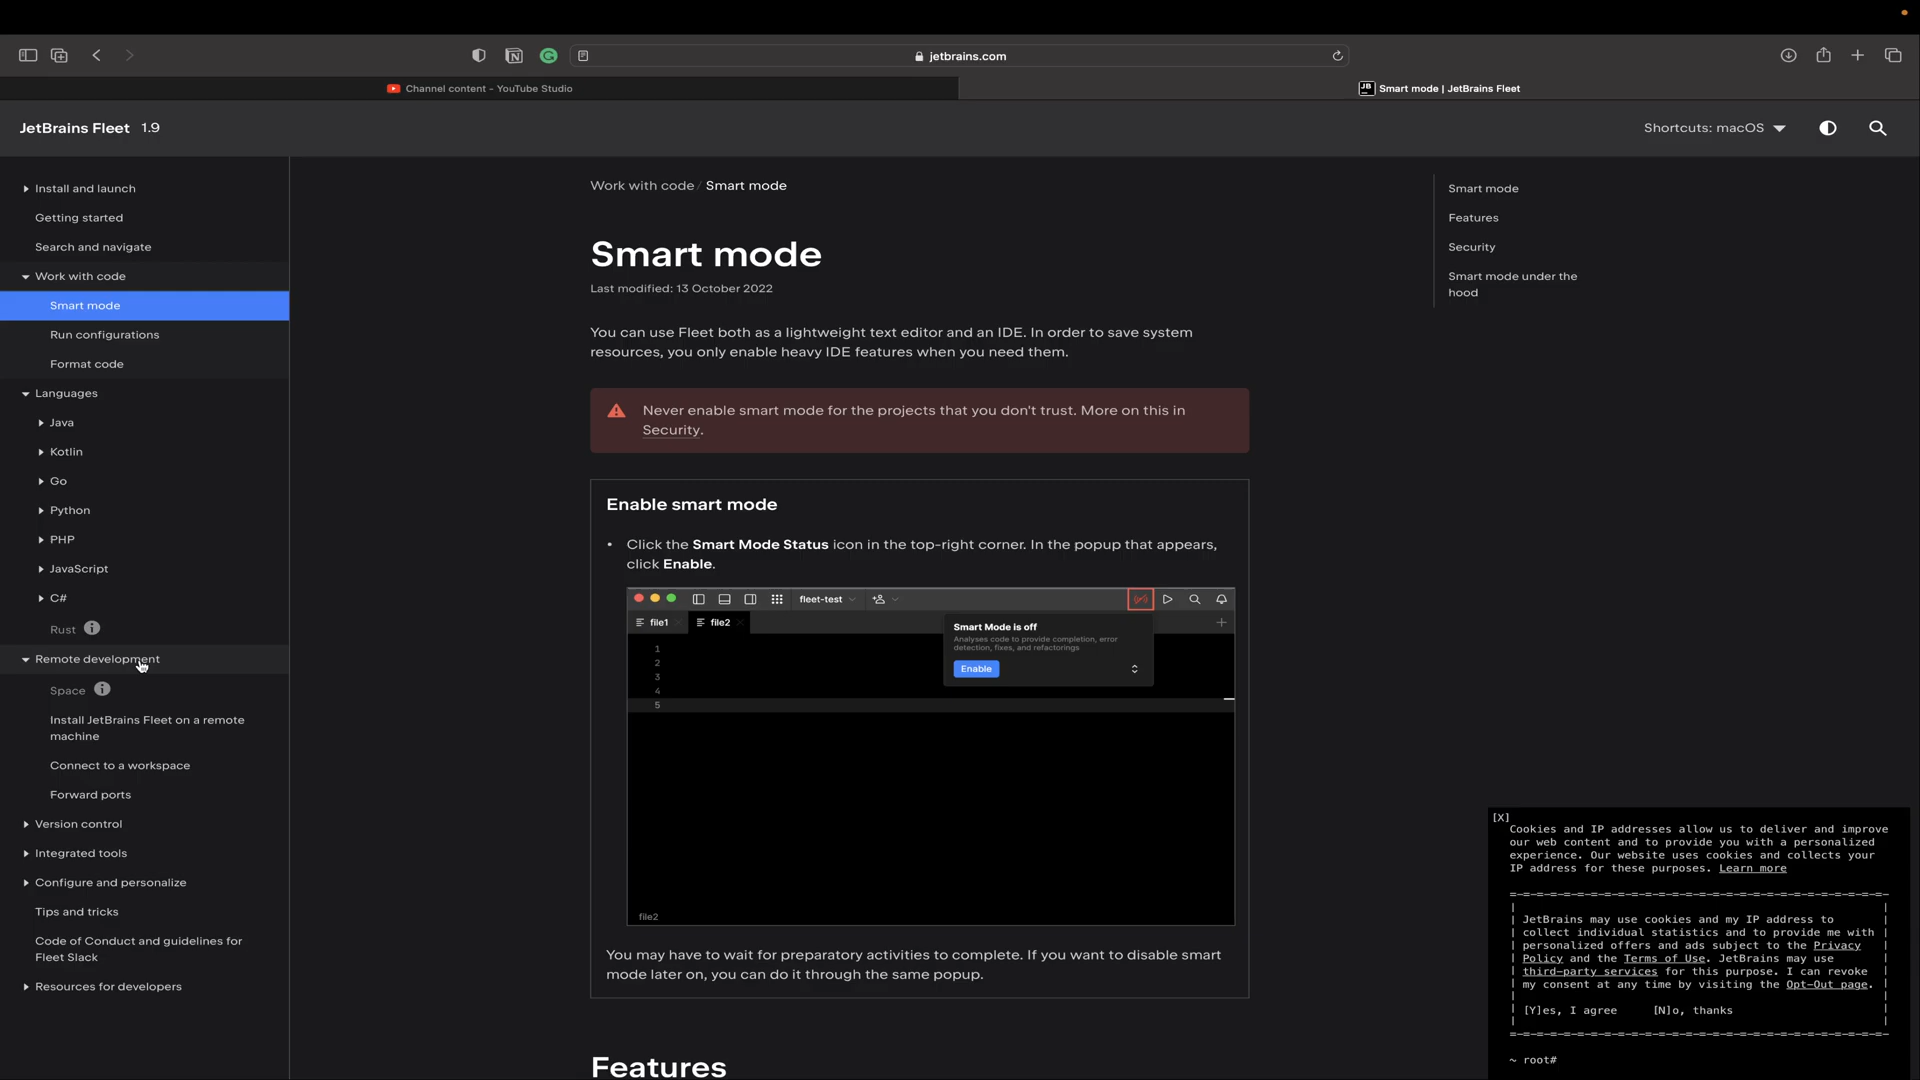 jetbrains.com
Channel content – YouTube Studio
Smart mode | JetBrains Fleet
JetBrains Fleet 1.9
Shortcuts: macOS
Install and launch
Getting started
Search and navigate
Work with code
Smart mode
Run configurations
Format code
Languages
Java
Kotlin
Go
Python
PHP
JavaScript
C#
Rust
Remote development
Space
Install JetBrains Fleet on a remote
machine
Connect to a workspace
Forward ports
Version control
Integrated tools
Configure and personalize
Tips and tricks
Code of Conduct and guidelines for
Fleet Slack
Resources for developers
Work with code / Smart mode
Smart mode
Last modified: 13 October 2022
You can use Fleet both as a lightweight text editor and an IDE. In order to save system
resources, you only enable heavy IDE features when you need them.
Never enable smart mode for the projects that you don't trust. More on this in
Security.
Enable smart mode
• Click the Smart Mode Status icon in the top-right corner. In the popup that appears,
click Enable.
fleet-test
file1
file2
1
2
3
4
5
Smart Mode is off
Analyses code to provide completion, error
detection, fixes, and refactorings
Enable
file2
You may have to wait for preparatory activities to complete. If you want to disable smart
mode later on, you can do it through the same popup.
Features
Smart mode
Features
Security
Smart mode under the
hood
[X]
Cookies and IP addresses allow us to deliver and improve
our web content and to provide you with a personalized
experience. Our website uses cookies and collects your
IP address for these purposes. Learn more
JetBrains may use cookies and my IP address to
collect individual statistics and to provide me with
personalized offers and ads subject to the Privacy
Policy and the Terms of Use. JetBrains may use
third-party services for this purpose. I can revoke
my consent at any time by visiting the Opt-Out page.
[Y]es, I agree [N]o, thanks
~ root#